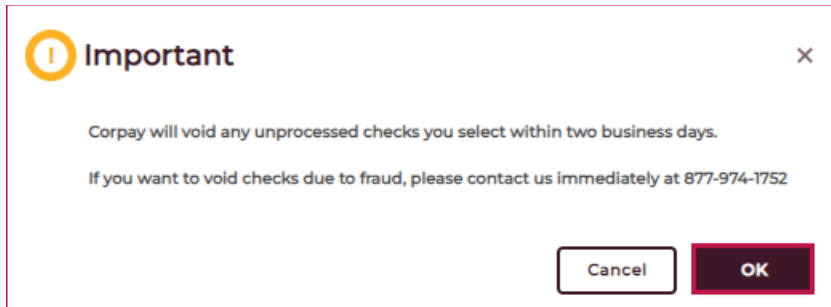 Important
Corpay will void any unprocessed checks you select within two business days.
If you want to void checks due to fraud, please contact us immediately at 877-974-1752
Cancel
OK